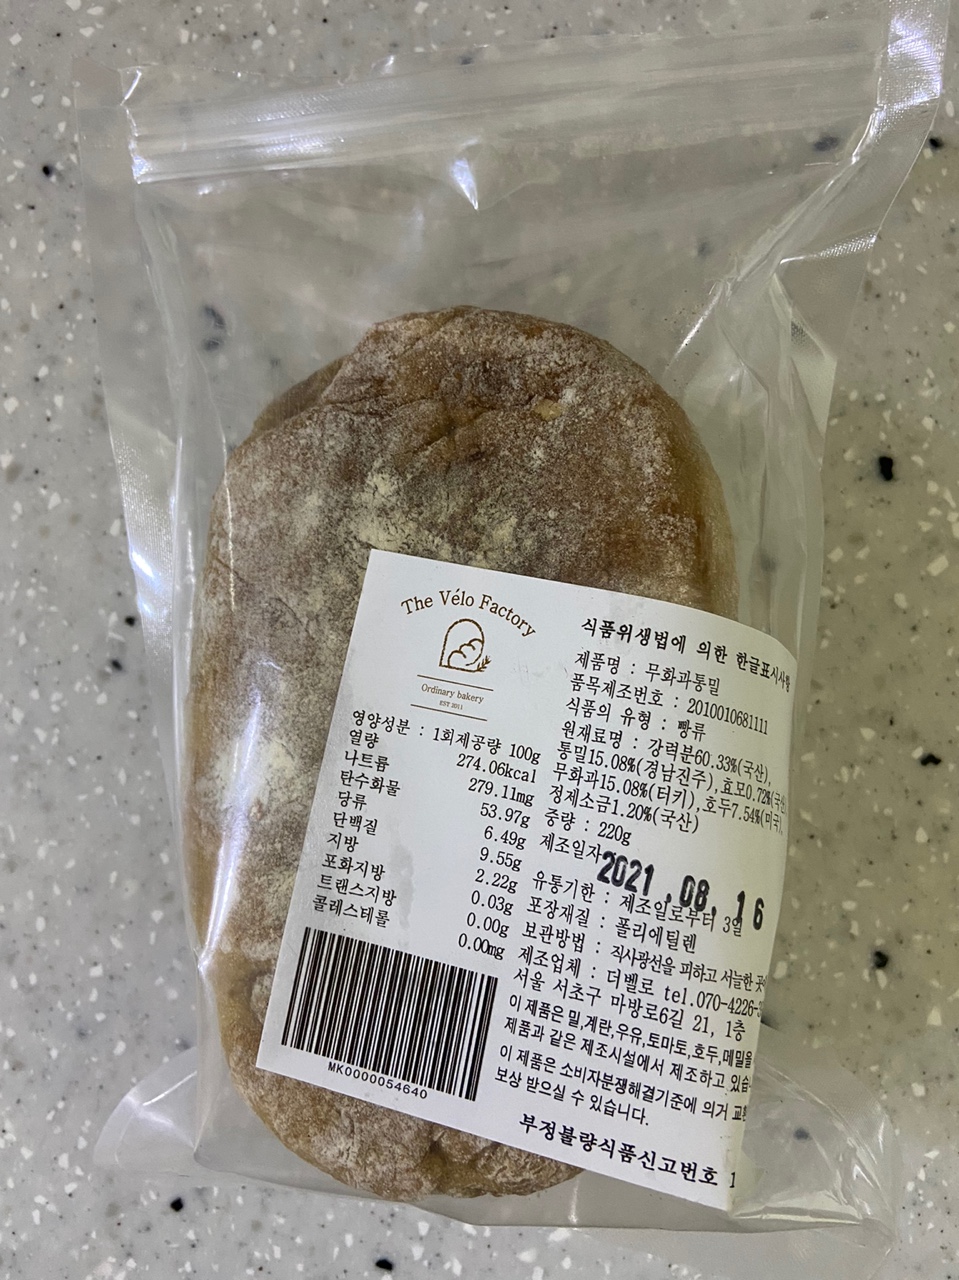 The Vélo Factory
Ordinary bakery
EST 2011
영양성분 : 1회제공량 100g
열량 274.06kcal
나트륨 279.11mg
탄수화물 53.97g
당류 6.49g
단백질 9.55g
지방 2.22g
포화지방 0.03g
트랜스지방 0.00g
콜레스테롤 0.00mg
MK0000054640
식품위생법에 의한 한글표시사항
제품명 : 무화과통밀
품목제조번호 : 2010010681111
식품의 유형 : 빵류
원재료명 : 강력분60.33%(국산),
통밀15.08%(경남진주),효모0.72%(국산)
무화과15.08%(터키),호두7.54%(미국),
정제소금1.20%(국산)
중량 : 220g
제조일자 2021.08.16
유통기한 : 제조일로부터 3일
포장재질 : 폴리에틸렌
보관방법 : 직사광선을 피하고 서늘한 곳
제조업체 : 더벨로 tel.070-4226-
서울 서초구 마방로6길 21, 1층
이 제품은 밀,계란,우유,토마토,호두,메밀을
제품과 같은 제조시설에서 제조하고 있습
이 제품은 소비자분쟁해결기준에 의거 교환
보상 받으실 수 있습니다.
부정불량식품신고번호 1